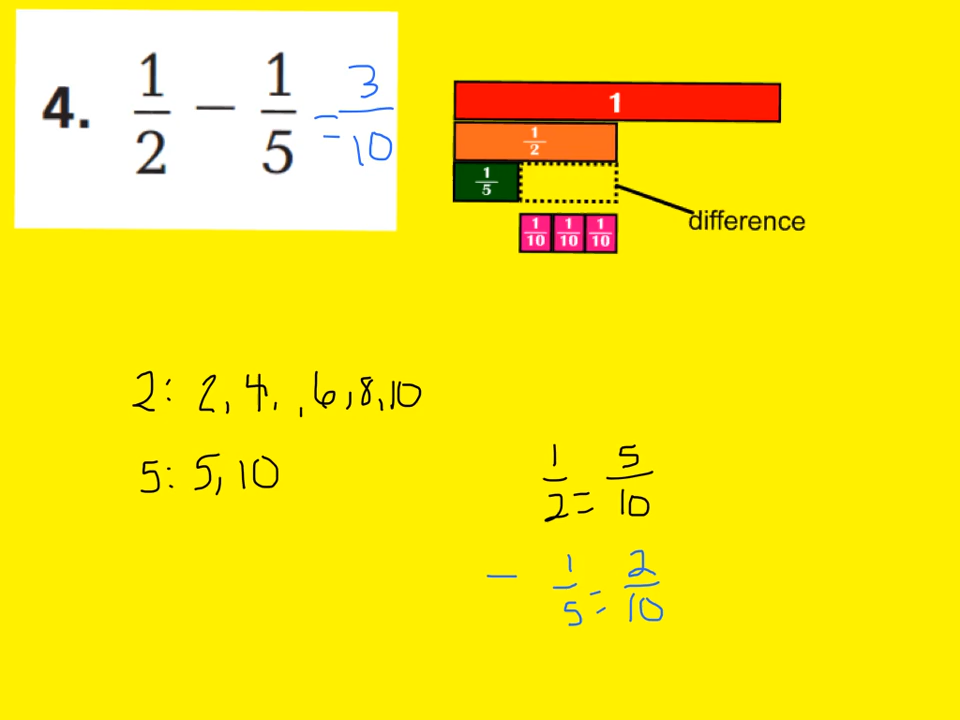 4. 1/2 − 1/5 = 3/10
1
1/2
1/5
difference
1/10 1/10 1/10
2: 2, 4, , 6, 8, 10
5: 5, 10
1/2 = 5/10
− 1/5 = 2/10